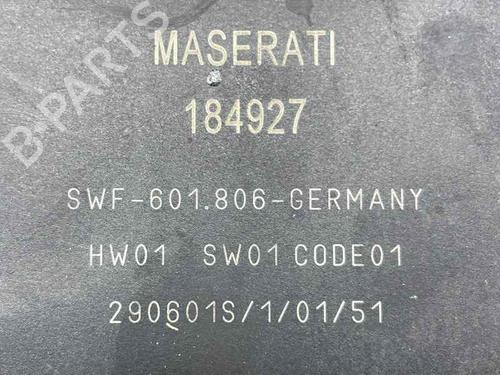 B-PARTS
MASERATI
184927
SWF-601.806-GERMANY
HW01 SW01 CODE01
290601S/1/01/51